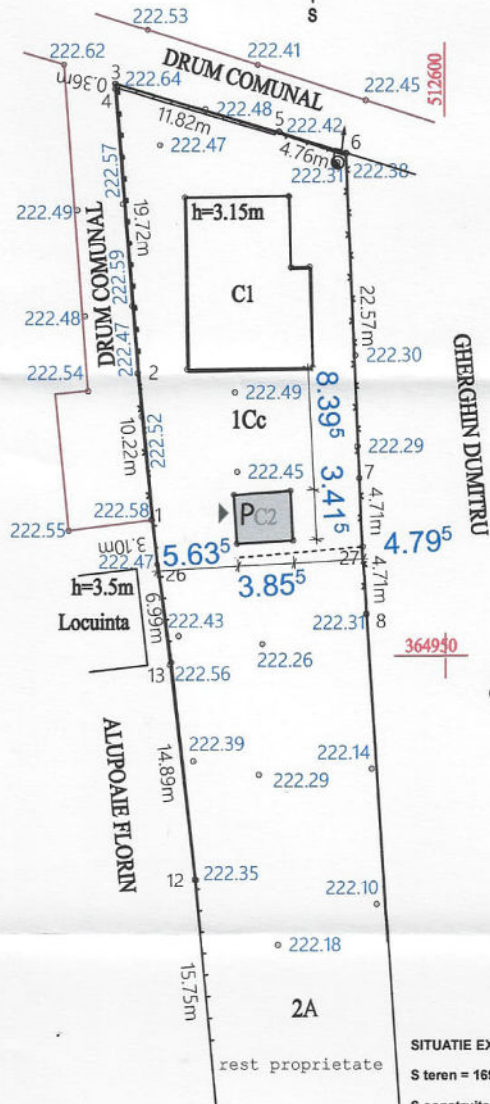 S
222.53
222.62
222.41
DRUM COMUNAL
222.45
512600
3
222.64
0.36m
4
222.48
11.82m
5
222.42
6
222.47
4.76m
222.31
222.38
222.57
h=3.15m
222.49
19.72m
DRUM COMUNAL
C1
222.59
22.57m
222.48
222.47
222.30
GHERGHIN DUMITRU
222.54
2
222.49
8.39⁵
1Cc
10.22m
222.52
222.29
222.45
7
3.41⁵
4.71m
222.58
1
P
C2
222.55
3.10m
5.63⁵
27
4.79⁵
222.47
26
3.85⁵
4.71m
h=3.5m
6.99m
Locuinta
222.43
222.31
8
222.26
364950
13
222.56
ALUPOAIE FLORIN
14.89m
222.39
222.14
222.29
12
222.35
222.10
222.18
15.75m
2A
SITUATIE EX
rest proprietate
S teren = 169